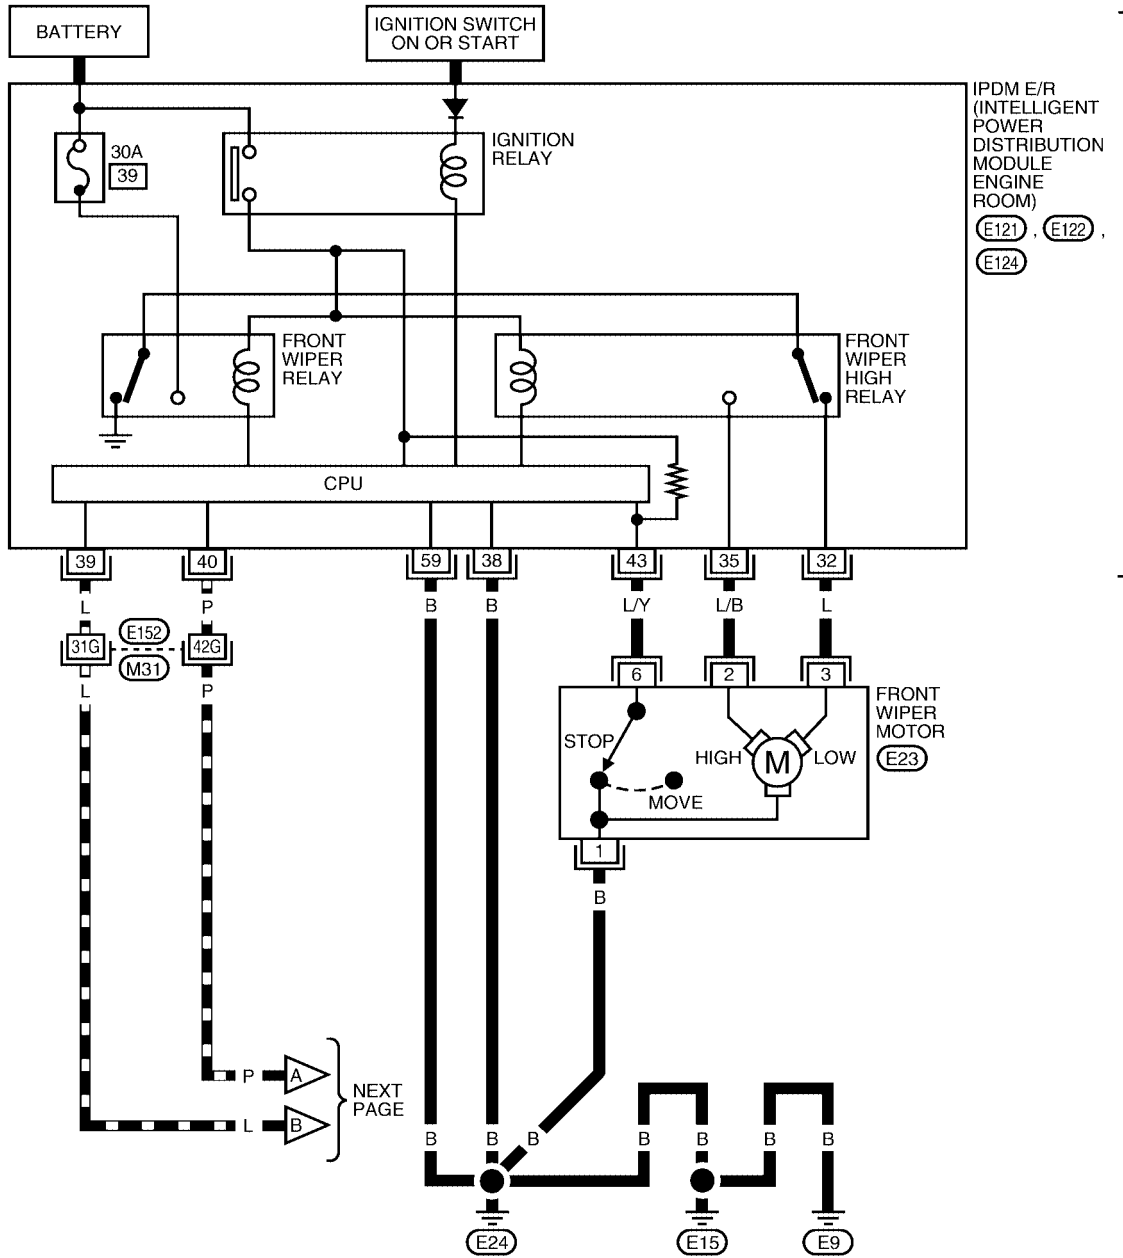 BATTERY
IGNITION SWITCH
ON OR START
IPDM E/R
(INTELLIGENT
POWER
DISTRIBUTION
MODULE
ENGINE
ROOM)
E121 , E122 ,
E124
30A
39
IGNITION
RELAY
FRONT
WIPER
RELAY
FRONT
WIPER
HIGH
RELAY
CPU
39
40
59
38
43
35
32
L
P
B
B
L/Y
L/B
L
31G
E152
M31
42G
L
P
6
2
3
FRONT
WIPER
MOTOR
E23
STOP
MOVE
HIGH
M
LOW
1
B
P
A
L
B
NEXT
PAGE
B
B
B
B
B
B
B
E24
E15
E9